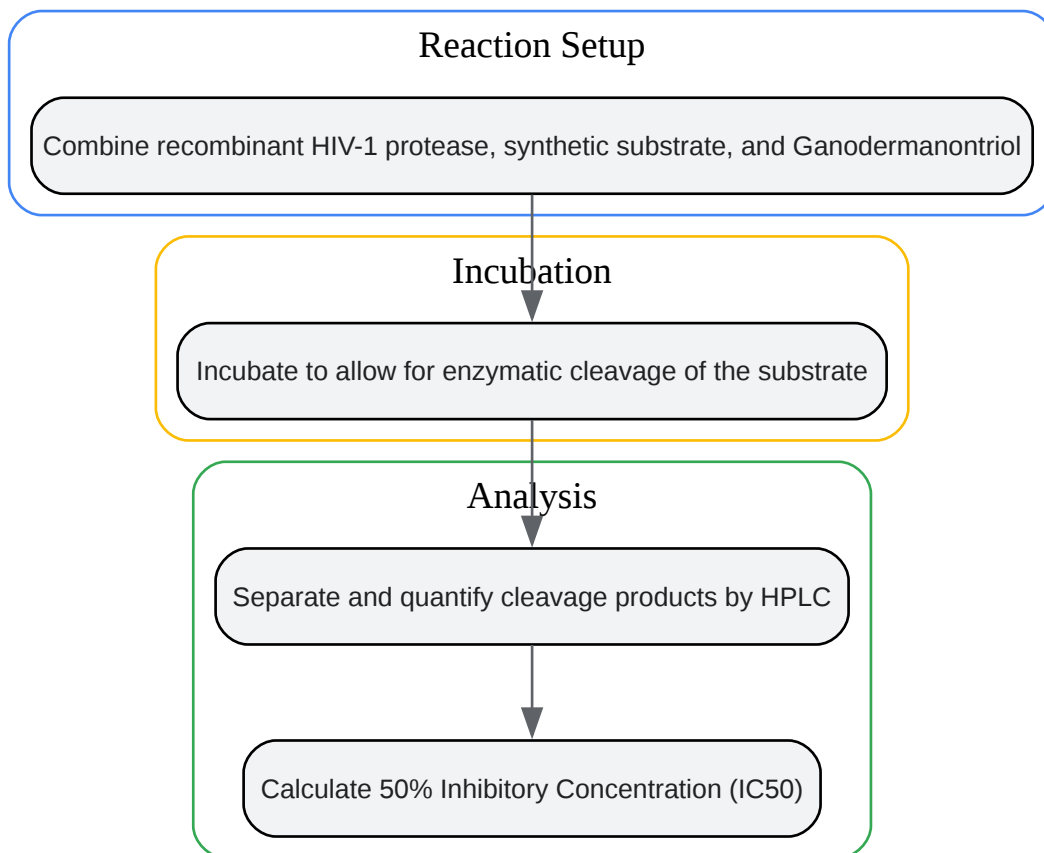 Reaction Setup
Combine recombinant HIV-1 protease, synthetic substrate, and Ganodermanontriol
Incubation
Incubate to allow for enzymatic cleavage of the substrate
Analysis
Separate and quantify cleavage products by HPLC
Calculate 50% Inhibitory Concentration (IC50)